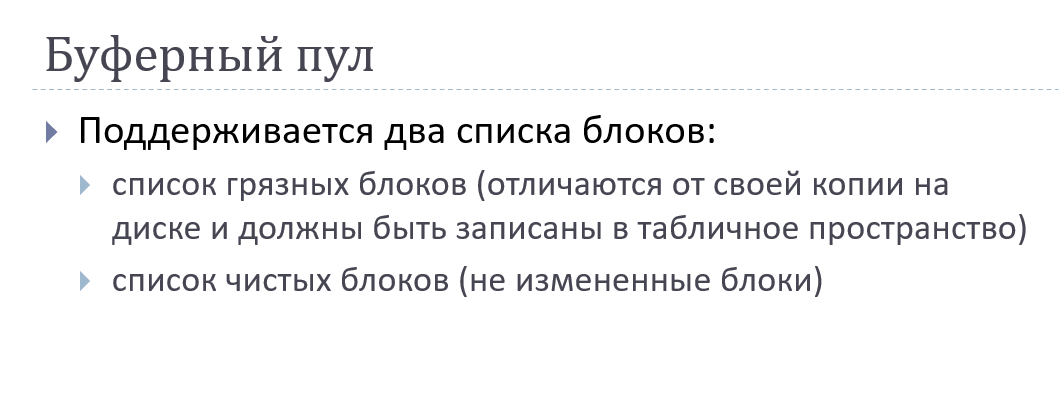 Буферный пул
Поддерживается два списка блоков:
список грязных блоков (отличаются от своей копии на
диске и должны быть записаны в табличное пространство)
список чистых блоков (не измененные блоки)